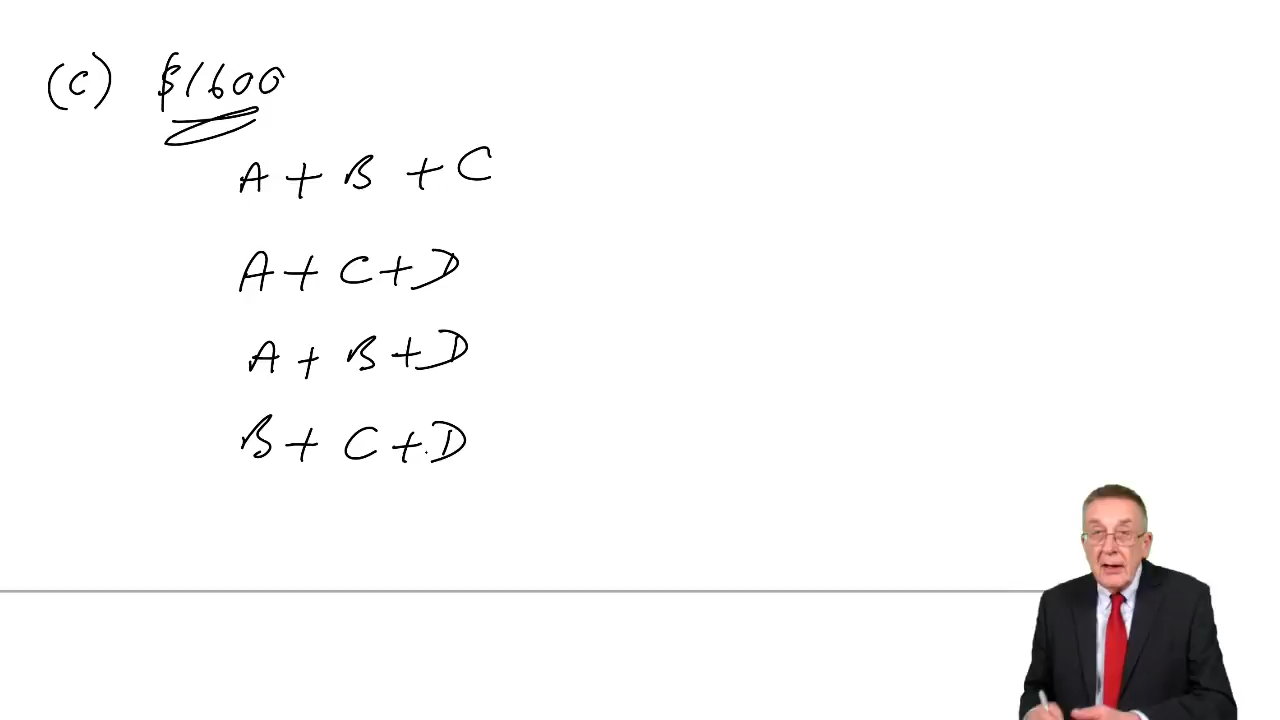 (c) $1600
A + B + C
A + C + D
A + B + D
B + C + D